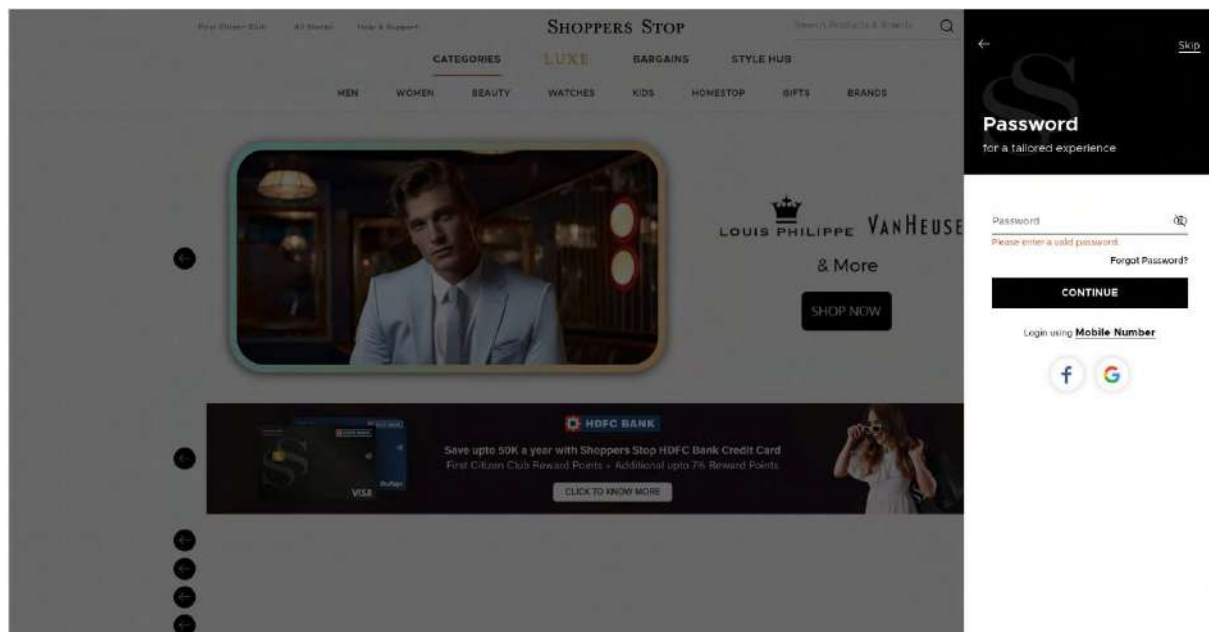 First Citizen Club All Stores Help & Support SHOPPERS STOP Search Products & Brands
CATEGORIES LUXE BARGAINS STYLE HUB
MEN WOMEN BEAUTY WATCHES KIDS HOMESTOP GIFTS BRANDS
LOUIS PHILIPPE VANHEUSE
& More
SHOP NOW
HDFC BANK
Save upto 50K a year with Shoppers Stop HDFC Bank Credit Card
First Citizen Club Reward Points + Additional upto 7% Reward Points
CLICK TO KNOW MORE
VISA
RuPay
Skip
Password
for a tailored experience
Password
Please enter a valid password.
Forgot Password?
CONTINUE
Login using Mobile Number